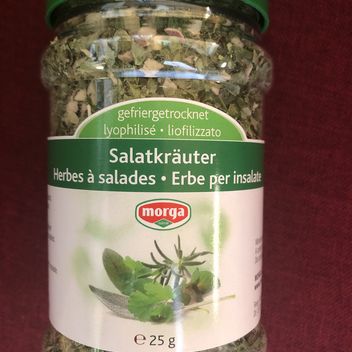 gefriergetrocknet
lyophilisé • liofilizzato
Salatkräuter
Herbes à salades • Erbe per insalate
morga
℮ 25 g